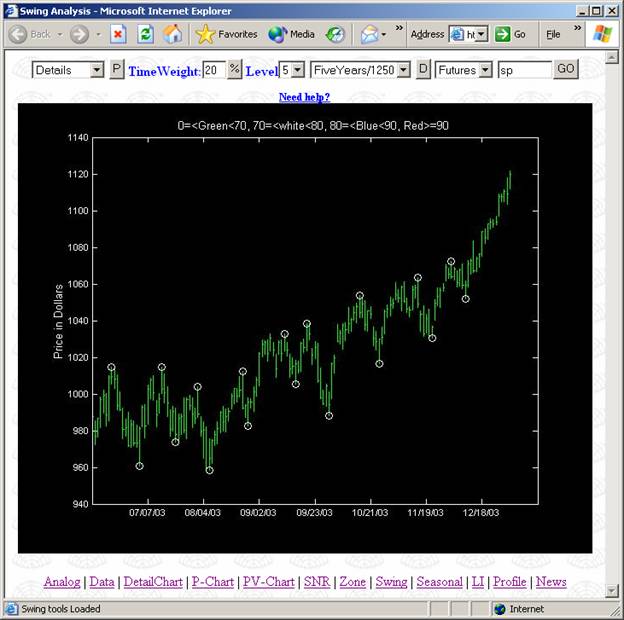 Swing Analysis - Microsoft Internet Explorer
Back Favorites Media » Address Go File »
Details P TimeWeight: 20 % Level 5 FiveYears/1250 D Futures sp GO
Need help?
0=<Green<70, 70=<white<80, 80=<Blue<90, Red>=90
1140
1120
1100
1080
1060
1040
1020
1000
980
960
940
Price in Dollars
07/07/03 08/04/03 09/02/03 09/23/03 10/21/03 11/19/03 12/18/03
Analog | Data | DetailChart | P-Chart | PV-Chart | SNR | Zone | Swing | Seasonal | LI | Profile | News
Swing tools Loaded Internet